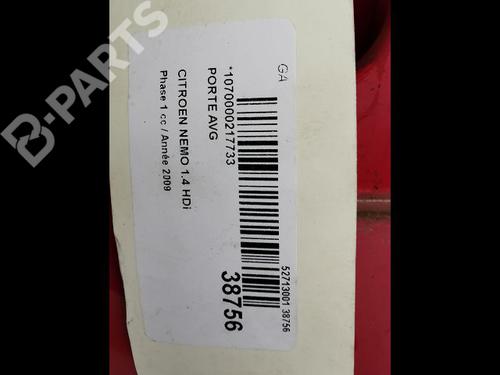 B-PARTS
GA
*1070000217733
PORTE AVG
CITROEN NEMO 1.4 HDi
Phase 1 cc / Année 2009
38756
52713001 38756